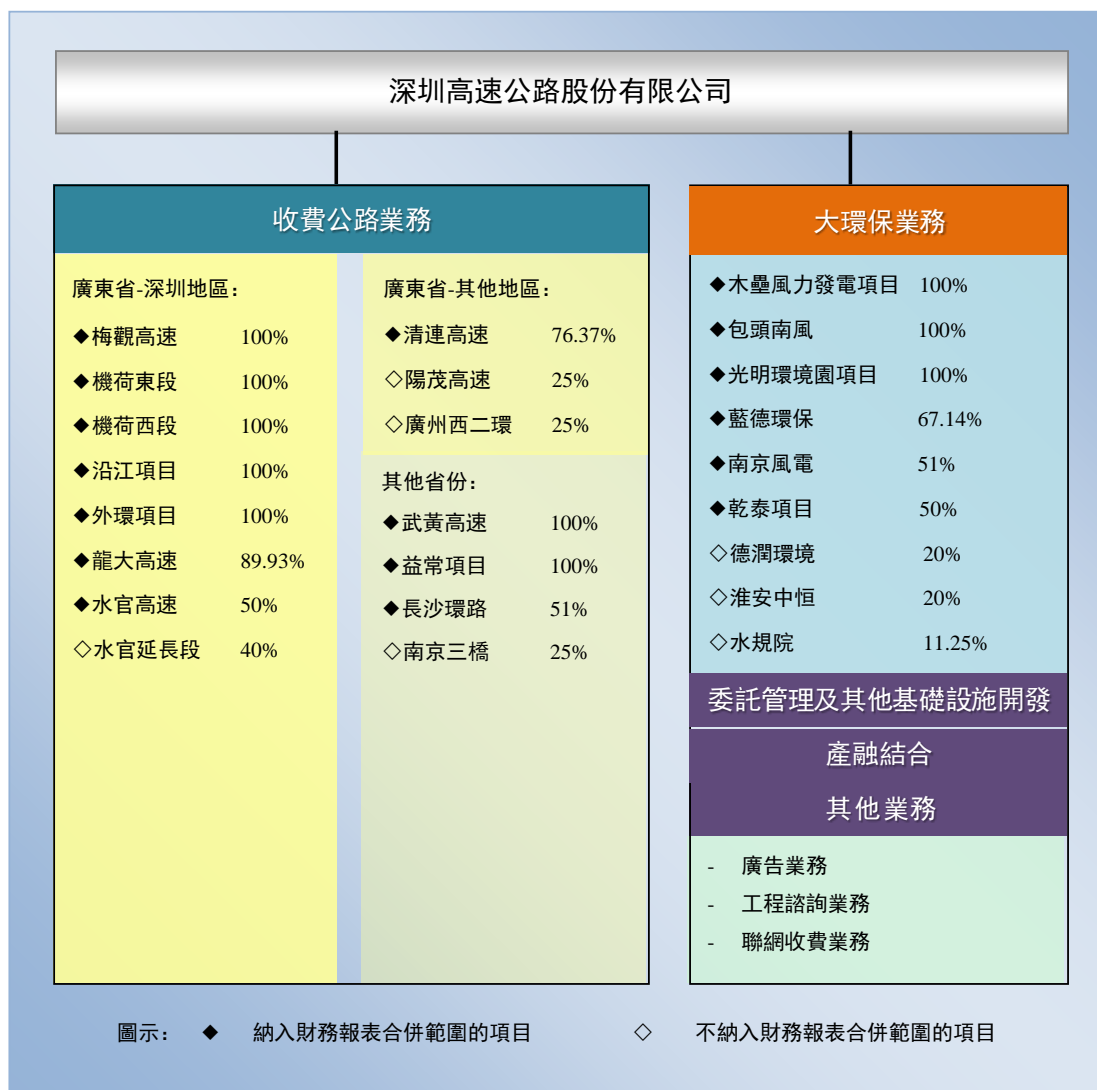 深圳高速公路股份有限公司
收費公路業務
廣東省-深圳地區：
◆梅觀高速 100%
◆機荷東段 100%
◆機荷西段 100%
◆沿江項目 100%
◆外環項目 100%
◆龍大高速 89.93%
◆水官高速 50%
◇水官延長段 40%
廣東省-其他地區：
◆清連高速 76.37%
◇陽茂高速 25%
◇廣州西二環 25%
其他省份：
◆武黃高速 100%
◆益常項目 100%
◆長沙環路 51%
◇南京三橋 25%
大環保業務
◆木壘風力發電項目 100%
◆包頭南風 100%
◆光明環境園項目 100%
◆藍德環保 67.14%
◆南京風電 51%
◆乾泰項目 50%
◇德潤環境 20%
◇淮安中恒 20%
◇水規院 11.25%
委託管理及其他基礎設施開發
產融結合
其他業務
- 廣告業務
- 工程諮詢業務
- 聯網收費業務
圖示： ◆ 納入財務報表合併範圍的項目 ◇ 不納入財務報表合併範圍的項目